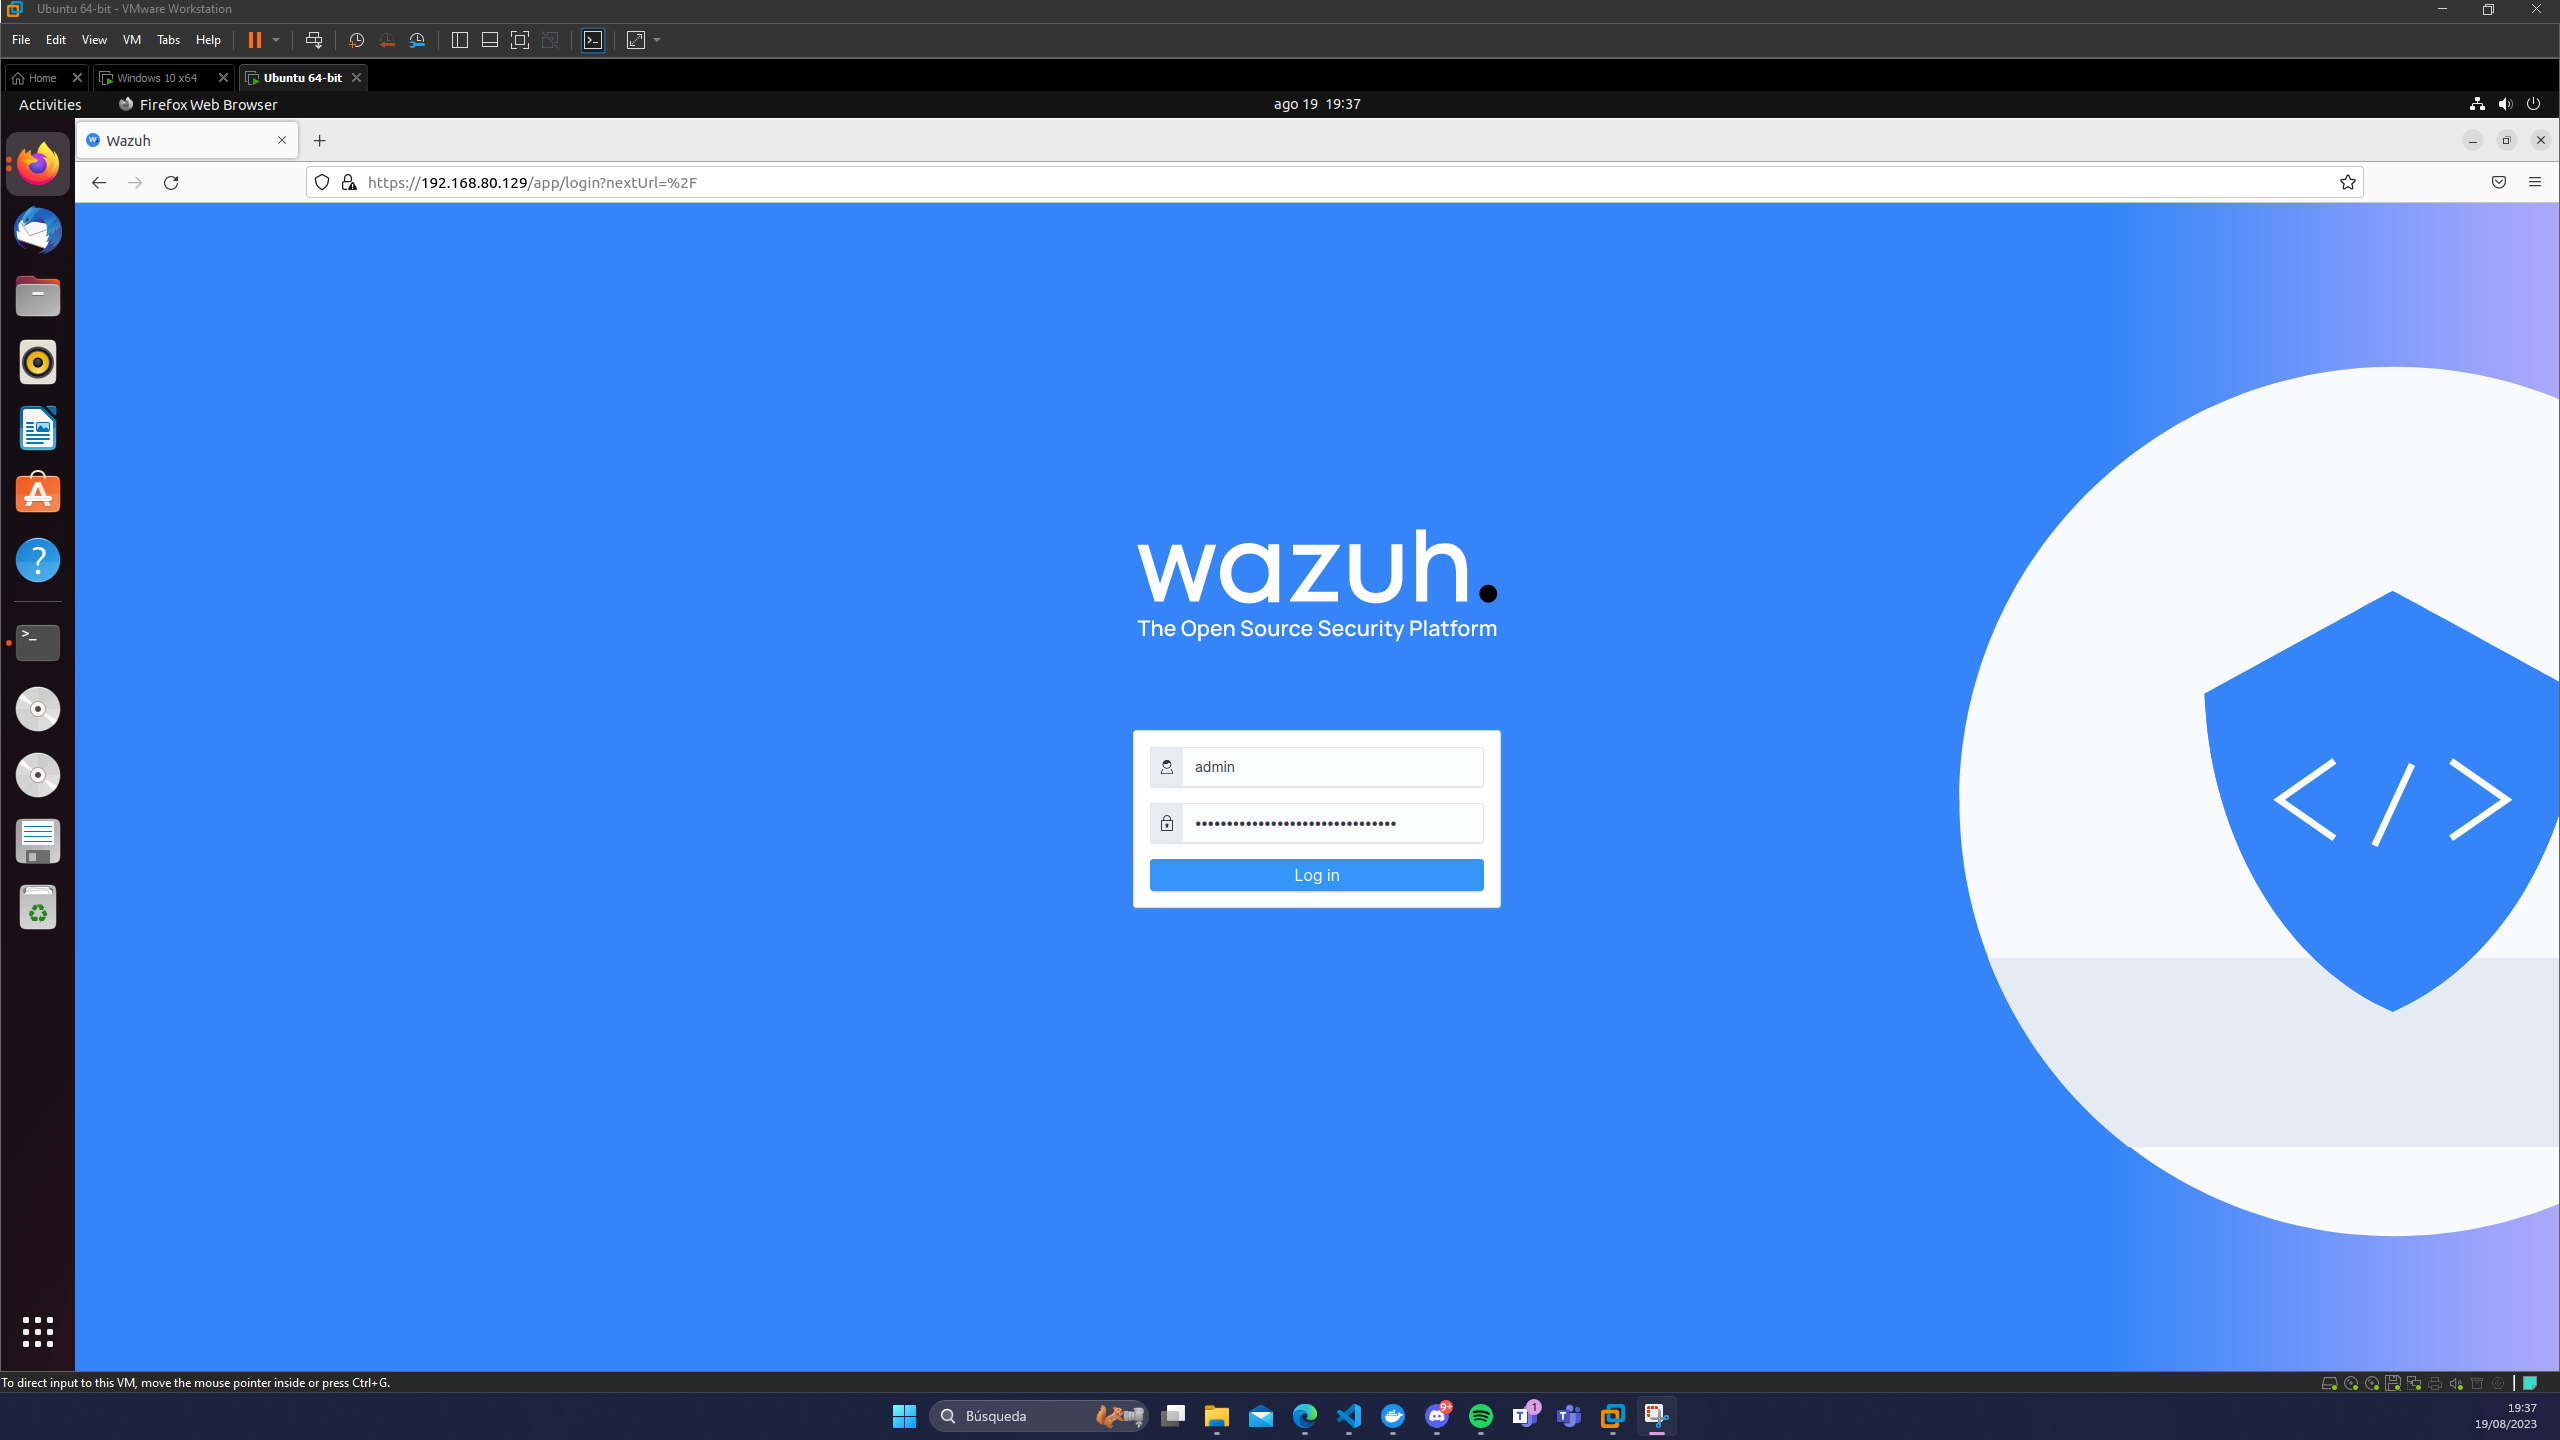 Ubuntu 64-bit - VMware Workstation
File Edit View VM Tabs Help
Home Windows 10 x64 Ubuntu 64-bit
Activities Firefox Web Browser ago 19 19:37
Wazuh
https://192.168.80.129/app/login?nextUrl=%2F
wazuh.
The Open Source Security Platform
admin
••••••••••••••••••••••••••••••••
Log in
</>
To direct input to this VM, move the mouse pointer inside or press Ctrl+G.
Búsqueda
9+
1
19:37
19/08/2023